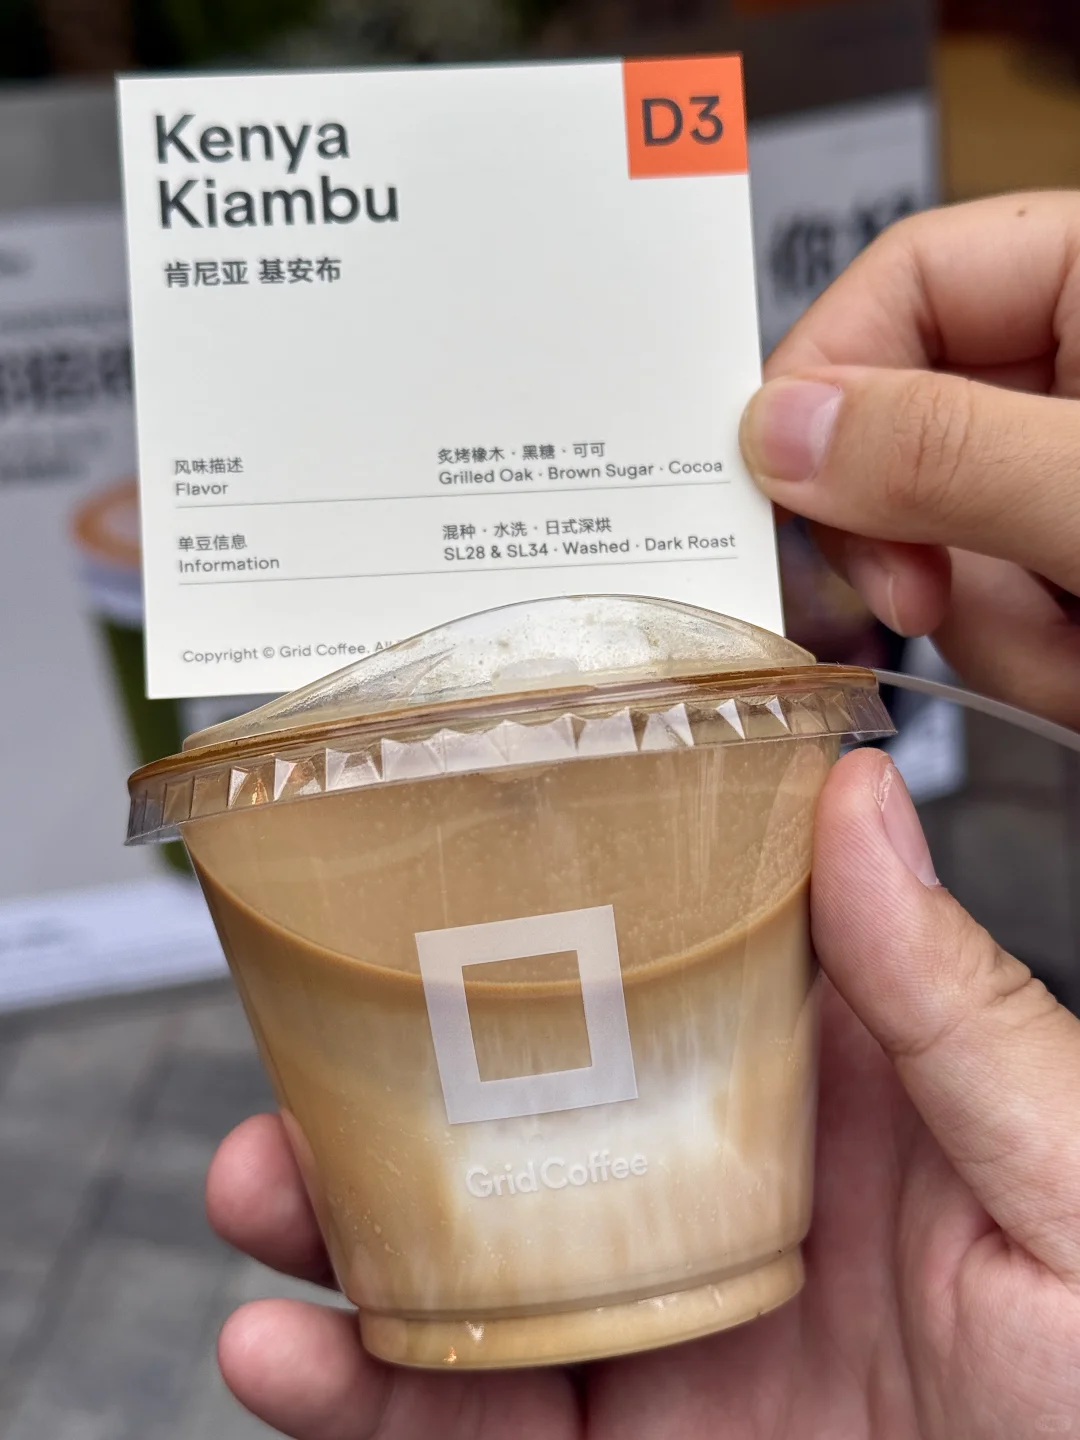 Kenya
Kiambu
D3
肯尼亚 基安布
风味描述
Flavor
炙烤橡木 · 黑糖 · 可可
Grilled Oak · Brown Sugar · Cocoa
单豆信息
Information
混种 · 水洗 · 日式深烘
SL28 & SL34 · Washed · Dark Roast
Copyright © Grid Coffee. All
Grid Coffee